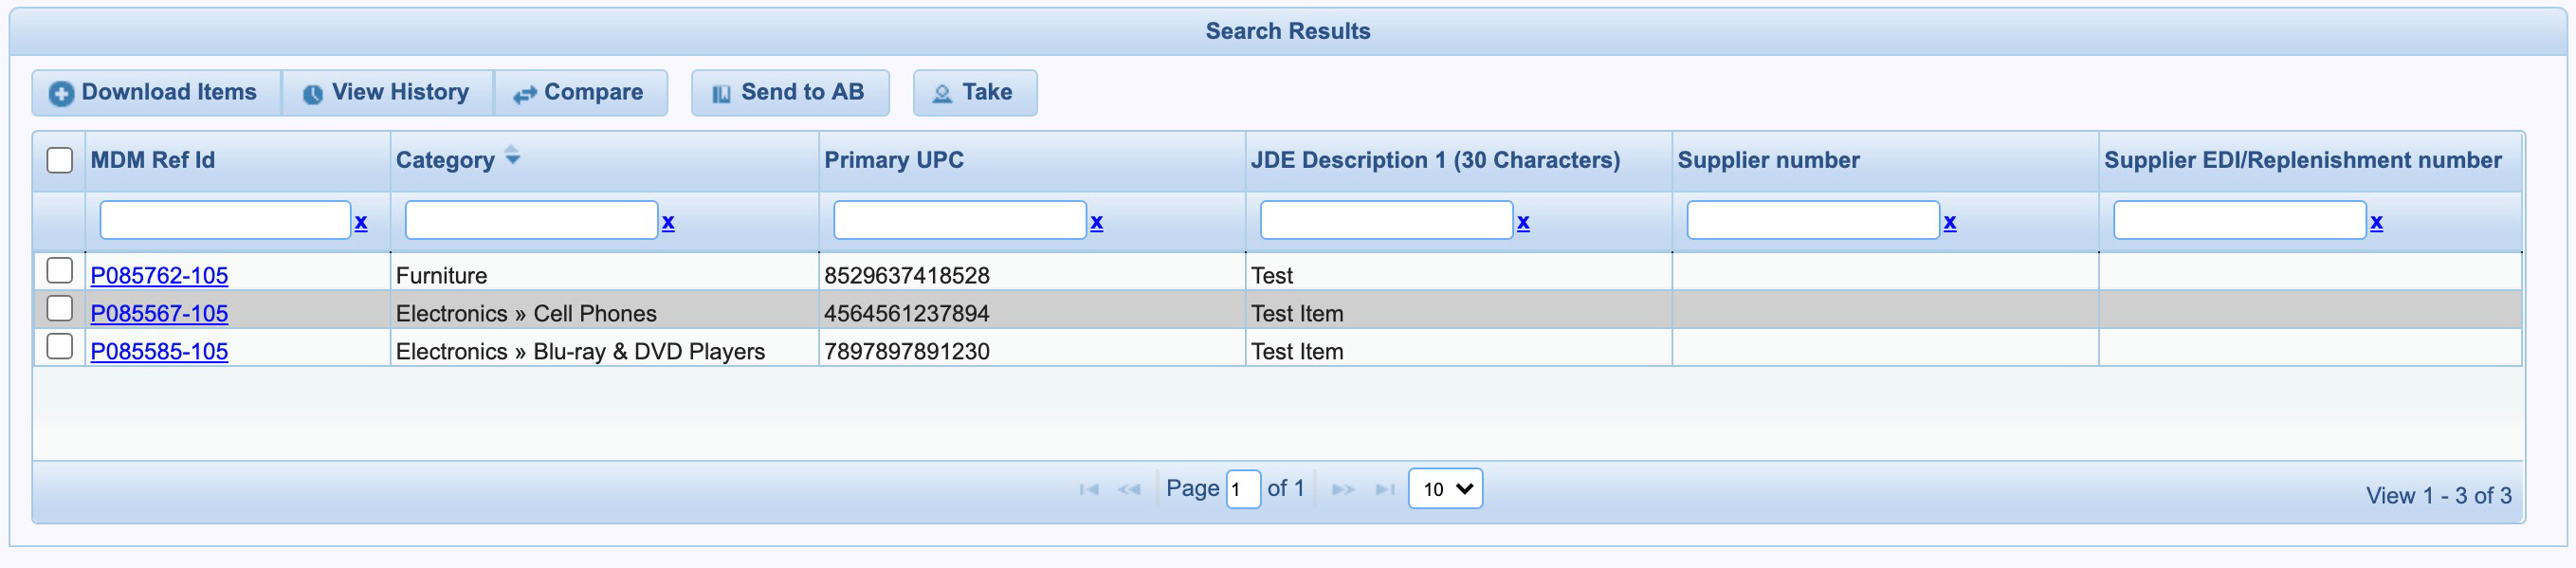 Search Results
Download Items View History Compare Send to AB Take
MDM Ref Id Category Primary UPC JDE Description 1 (30 Characters) Supplier number Supplier EDI/Replenishment number
x x x x x x
P085762-105 Furniture 8529637418528 Test
P085567-105 Electronics » Cell Phones 4564561237894 Test Item
P085585-105 Electronics » Blu-ray & DVD Players 7897897891230 Test Item
Page 1 of 1 10 View 1 - 3 of 3